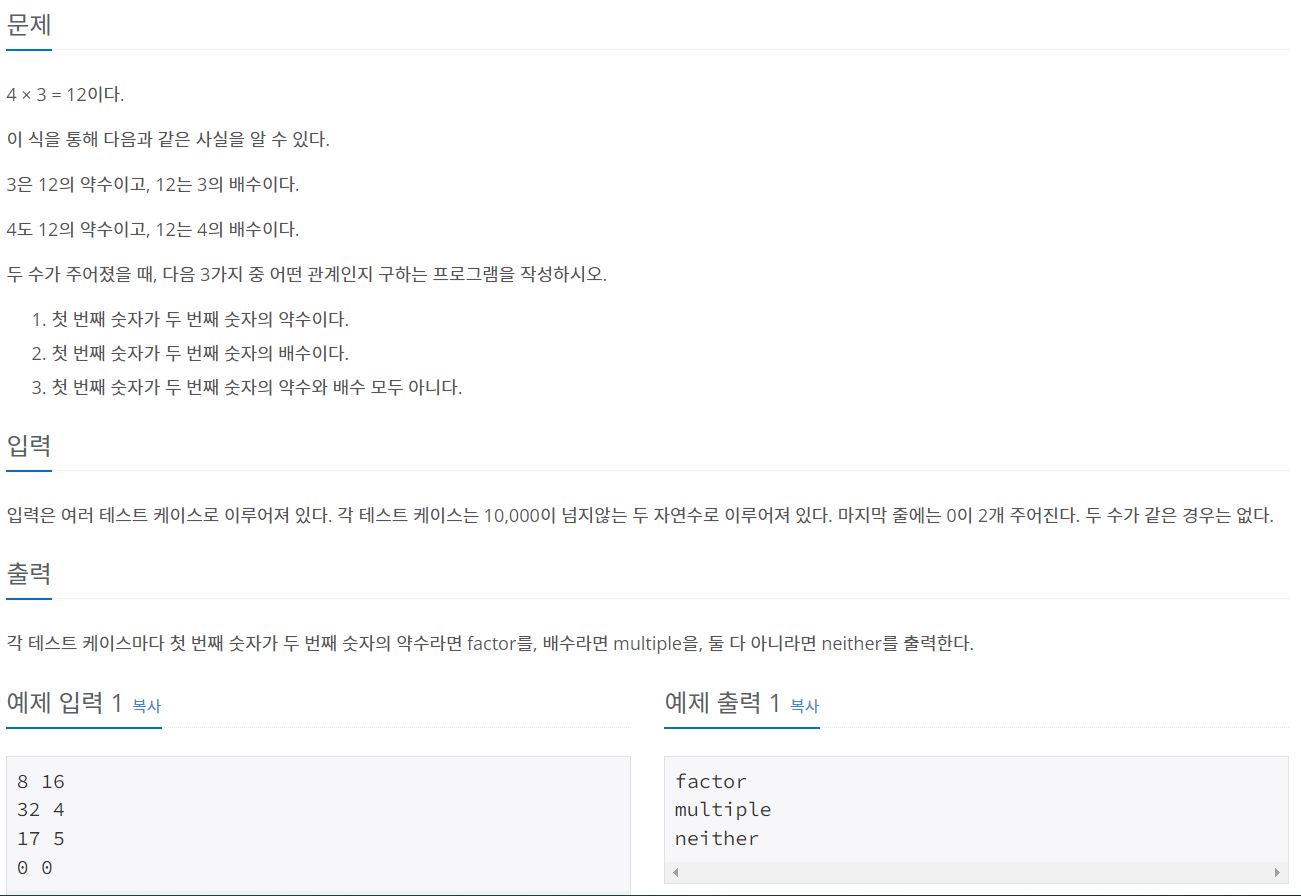 문제
4 × 3 = 12이다.
이 식을 통해 다음과 같은 사실을 알 수 있다.
3은 12의 약수이고, 12는 3의 배수이다.
4도 12의 약수이고, 12는 4의 배수이다.
두 수가 주어졌을 때, 다음 3가지 중 어떤 관계인지 구하는 프로그램을 작성하시오.
1. 첫 번째 숫자가 두 번째 숫자의 약수이다.
2. 첫 번째 숫자가 두 번째 숫자의 배수이다.
3. 첫 번째 숫자가 두 번째 숫자의 약수와 배수 모두 아니다.
입력
입력은 여러 테스트 케이스로 이루어져 있다. 각 테스트 케이스는 10,000이 넘지않는 두 자연수로 이루어져 있다. 마지막 줄에는 0이 2개 주어진다. 두 수가 같은 경우는 없다.
출력
각 테스트 케이스마다 첫 번째 숫자가 두 번째 숫자의 약수라면 factor를, 배수라면 multiple을, 둘 다 아니라면 neither를 출력한다.
예제 입력 1 복사
8 16
32 4
17 5
0 0
예제 출력 1 복사
factor
multiple
neither